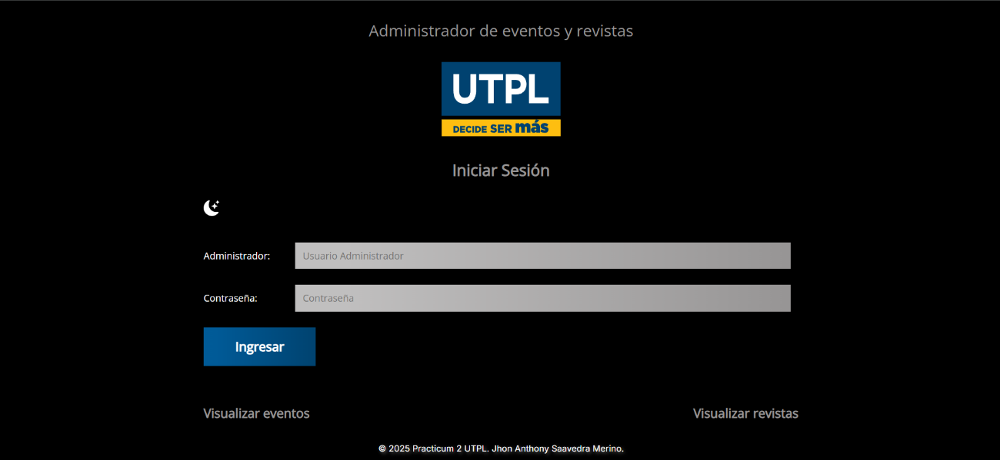 Administrador de eventos y revistas
UTPL
DECIDE SER más
Iniciar Sesión
Administrador: Usuario Administrador
Contraseña: Contraseña
Ingresar
Visualizar eventos Visualizar revistas
© 2025 Practicum 2 UTPL. Jhon Anthony Saavedra Merino.